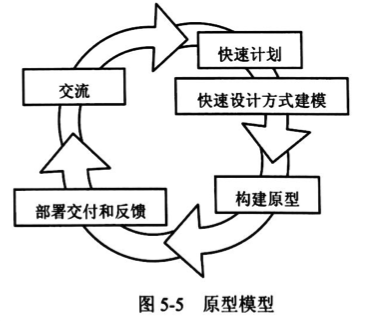 快速计划
交流
快速设计方式建模
构建原型
部署交付和反馈
图 5-5 原型模型